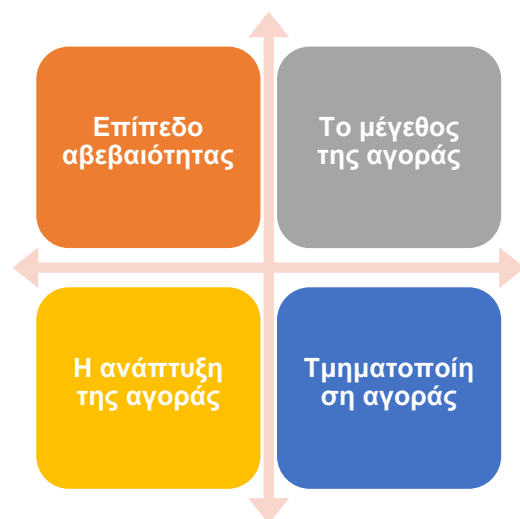 Επίπεδο
αβεβαιότητας
Το μέγεθος
της αγοράς
Η ανάπτυξη
της αγοράς
Τμηματοποίη
ση αγοράς